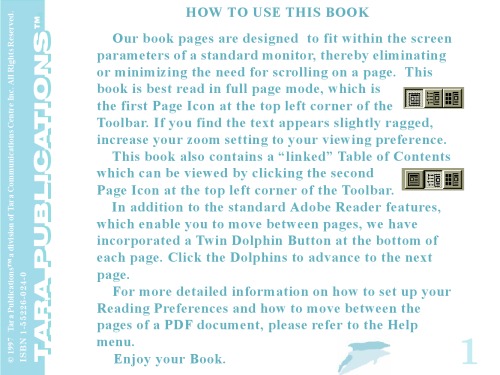 HOW TO USE THIS BOOK
Our book pages are designed to fit within the screen
parameters of a standard monitor, thereby eliminating
or minimizing the need for scrolling on a page. This
book is best read in full page mode, which is
the first Page Icon at the top left corner of the
Toolbar. If you find the text appears slightly ragged,
increase your zoom setting to your viewing preference.
This book also contains a “linked” Table of Contents
which can be viewed by clicking the second
Page Icon at the top left corner of the Toolbar.
In addition to the standard Adobe Reader features,
which enable you to move between pages, we have
incorporated a Twin Dolphin Button at the bottom of
each page. Click the Dolphins to advance to the next
page.
For more detailed information on how to set up your
Reading Preferences and how to move between the
pages of a PDF document, please refer to the Help
menu.
Enjoy your Book.
1
© 1997 Tara Publications™ a division of Tara Communications Centre Inc. All Rights Reserved.
ISBN 1-55226-024-0
TARA PUBLICATIONS™